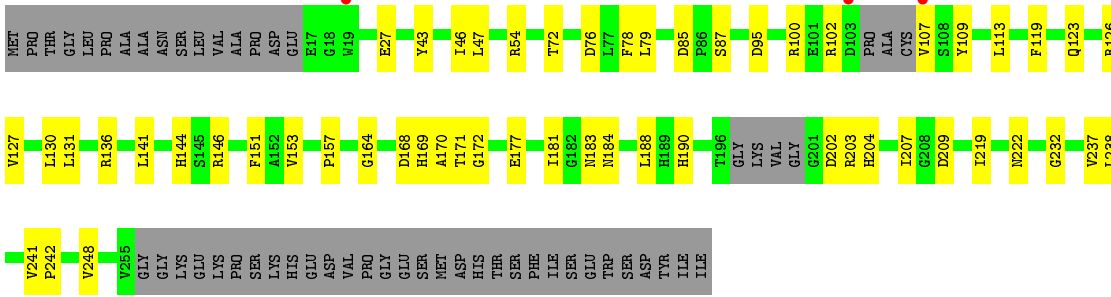 MET PRO THR GLY LEU PRO ALA ALA ASN SER LEU VAL ALA PRO ASP GLU E17 G18 W19 E27 Y43 I46 L47 R54 T72 D76 L77 F78 L79 D85 P86 S87 D95 R100 E101 R102 D103 PRO ALA CYS V107 S108 Y109 L113 F119 Q123 R126
V127 L130 L131 R136 L141 H144 S145 R146 F151 A152 V153 P157 G164 D168 H169 A170 T171 G172 E177 I181 G182 N183 N184 L188 H189 H190 T196 GLY LYS VAL GLY G201 D202 R203 H204 I207 G208 D209 I219 N222 G232 V237
V241 P242 V248 V255 GLY GLY LYS GLU LYS PRO SER LYS HIS GLU ASP VAL PRO GLY GLU SER MET ASP HIS THR SER PHE ILE SER GLU TRP SER ASP TYR ILE ILE